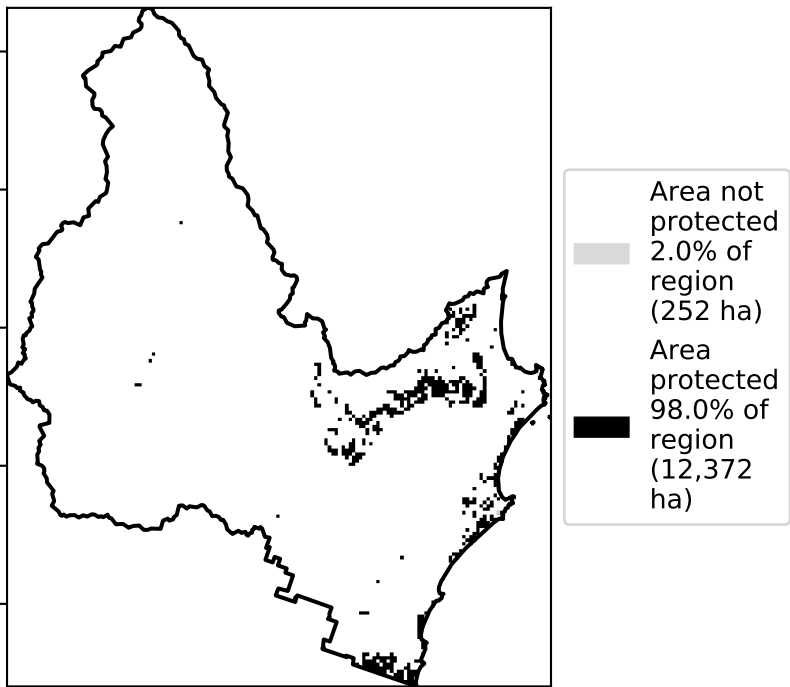 Area not
protected
2.0% of
region
(252 ha)
Area
protected
98.0% of
region
(12,372
ha)